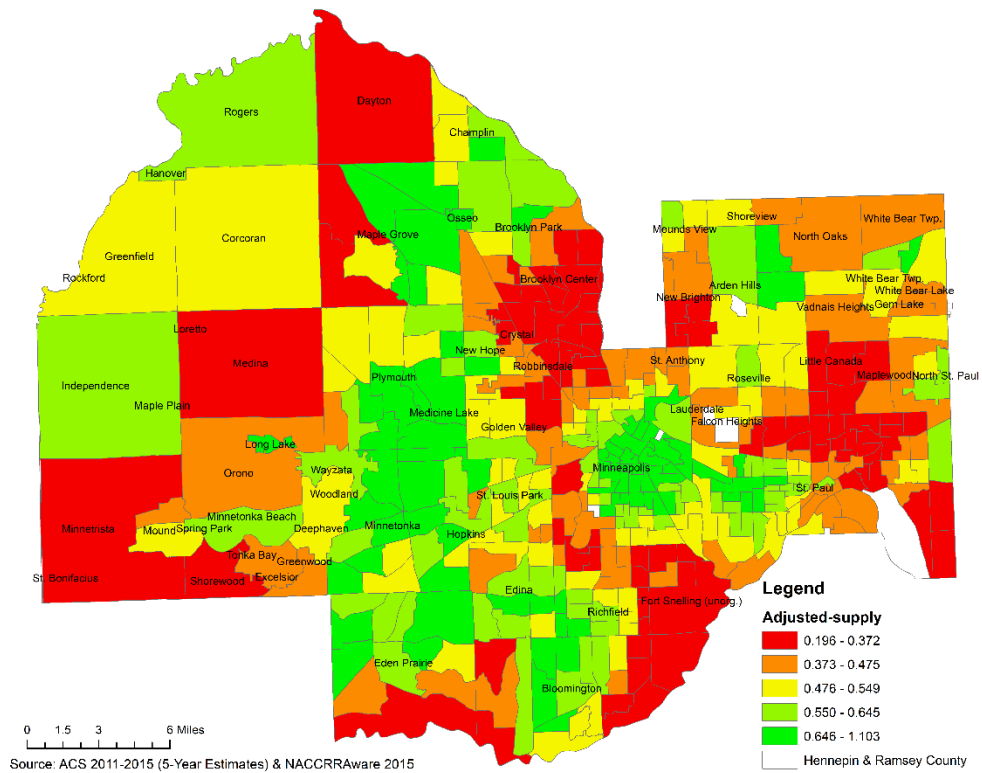 Dayton
Rogers
Champlin
Hanover
Osseo
Brooklyn Park
Maple Grove
Corcoran
Greenfield
Rockford
Mounds View
Shoreview
White Bear Twp.
North Oaks
Brooklyn Center
Arden Hills
White Bear Twp.
White Bear Lake
New Brighton
Gem Lake
Vadnais Heights
Loretto
Crystal
New Hope
Medina
Robbinsdale
St. Anthony
Little Canada
Plymouth
Roseville
Maplewood
North St. Paul
Independence
Maple Plain
Medicine Lake
Lauderdale
Falcon Heights
Golden Valley
Long Lake
Orono
Wayzata
Minneapolis
Woodland
St. Louis Park
St. Paul
Minnetonka Beach
Minnetrista
Mound
Spring Park
Deephaven
Minnetonka
Hopkins
Tonka Bay
Greenwood
St. Bonifacius
Shorewood
Excelsior
Edina
Fort Snelling (unorg.)
Richfield
Eden Prairie
Bloomington
Legend
Adjusted-supply
0.196 - 0.372
0.373 - 0.475
0.476 - 0.549
0.550 - 0.645
0.646 - 1.103
Hennepin & Ramsey County
0 1.5 3 6 Miles
Source: ACS 2011-2015 (5-Year Estimates) & NACCRRAware 2015